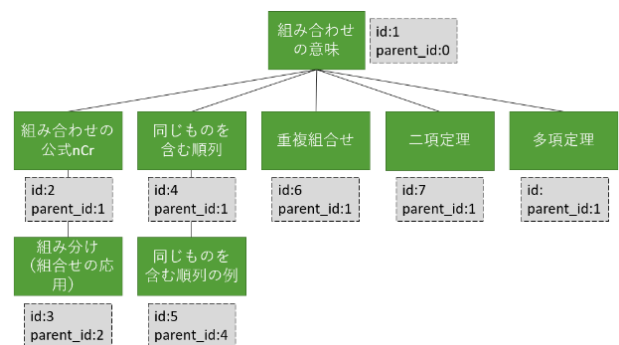 組み合わせ
の意味
id:1
parent_id:0
組み合わせの
公式nCr
同じものを
含む順列
重複組合せ
二項定理
多項定理
id:2
parent_id:1
id:4
parent_id:1
id:6
parent_id:1
id:7
parent_id:1
id:
parent_id:1
組み分け
（組合せの応
用）
同じものを
含む順列の例
id:3
parent_id:2
id:5
parent_id:4